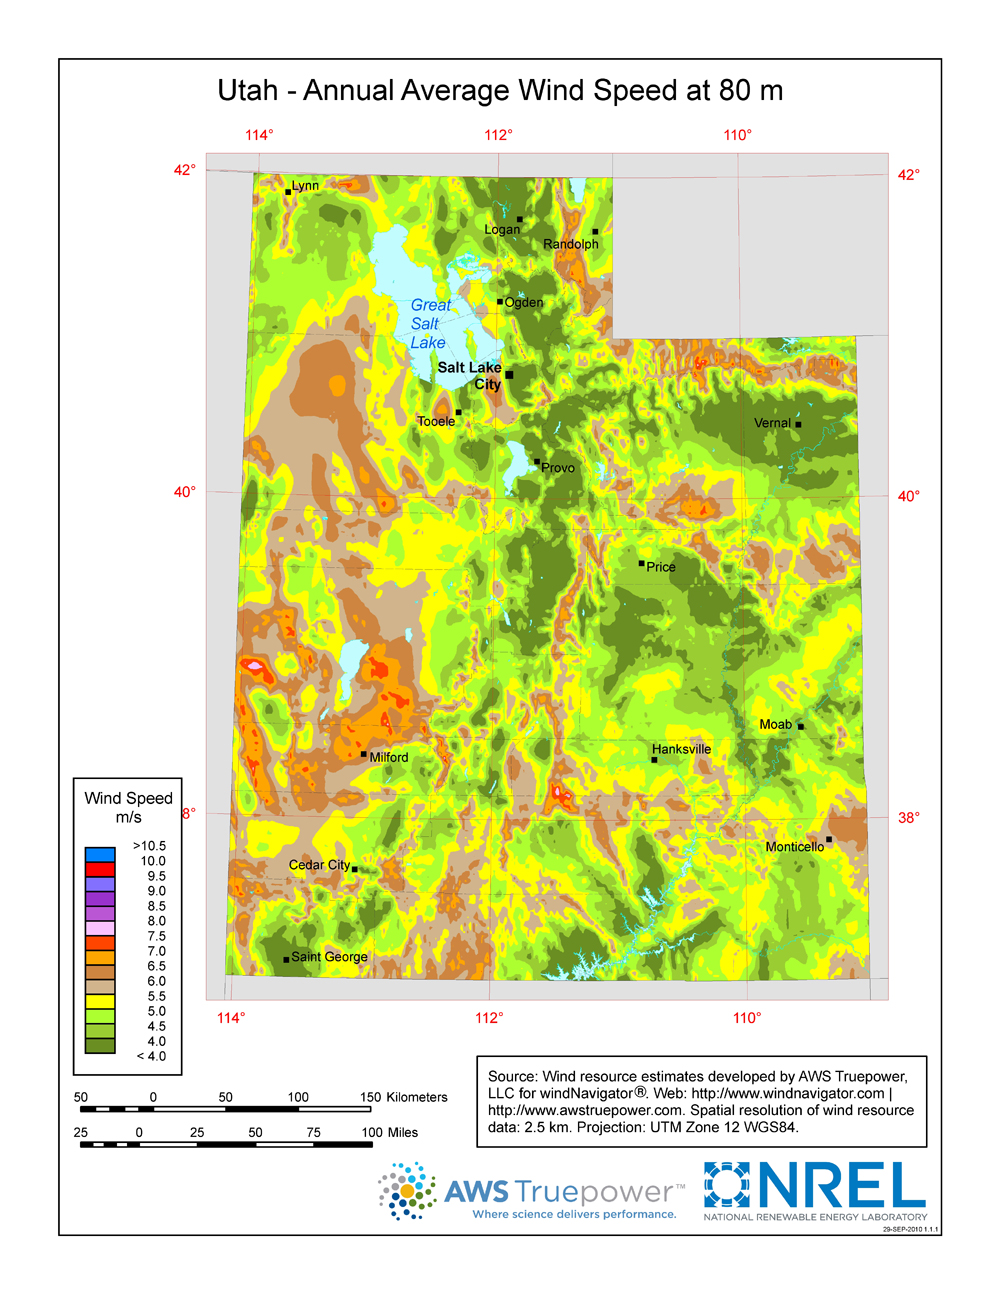 Utah - Annual Average Wind Speed at 80 m
114°
112°
110°
42°
42°
Lynn
Logan
Randolph
Great
Salt
Lake
Ogden
Salt Lake
City
Tooele
Vernal
Provo
40°
40°
Price
Moab
Hanksville
Milford
8°
38°
Monticello
Cedar City
Saint George
114°
112°
110°
Wind Speed
m/s
>10.5
10.0
9.5
9.0
8.5
8.0
7.5
7.0
6.5
6.0
5.5
5.0
4.5
4.0
< 4.0
50 0 50 100 150 Kilometers
25 0 25 50 75 100 Miles
Source: Wind resource estimates developed by AWS Truepower,
LLC for windNavigator®. Web: http://www.windnavigator.com |
http://www.awstruepower.com. Spatial resolution of wind resource
data: 2.5 km. Projection: UTM Zone 12 WGS84.
AWS Truepower™
Where science delivers performance.
NREL
NATIONAL RENEWABLE ENERGY LABORATORY
29-SEP-2010 1.1.1